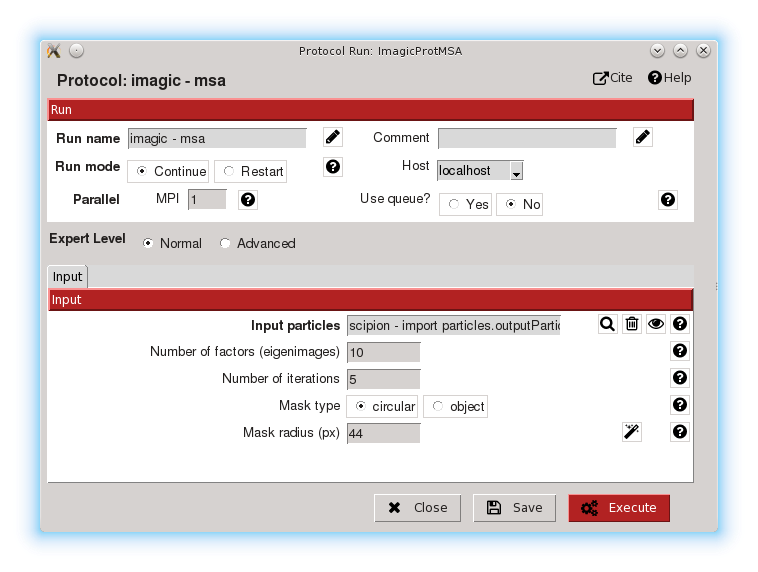 Protocol Run: ImagicProtMSA
Protocol: imagic - msa
Cite
Help
Run
Run name imagic - msa Comment
Run mode Continue Restart Host localhost
Parallel MPI 1 Use queue? Yes No
Expert Level Normal Advanced
Input
Input
Input particles scipion - import particles.outputPartic
Number of factors (eigenimages) 10
Number of iterations 5
Mask type circular object
Mask radius (px) 44
Close Save Execute